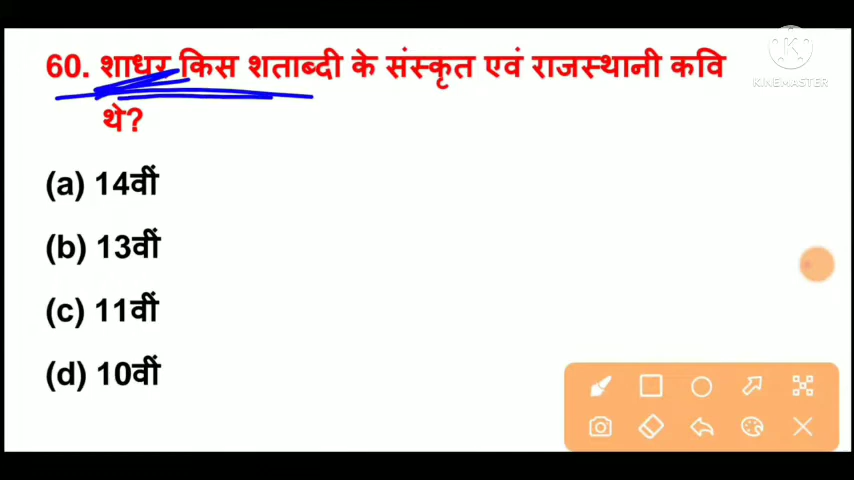 60. शाधर किस शताब्दी के संस्कृत एवं राजस्थानी कवि
थे?
(a) 14वीं
(b) 13वीं
(c) 11वीं
(d) 10वीं
KINEMASTER